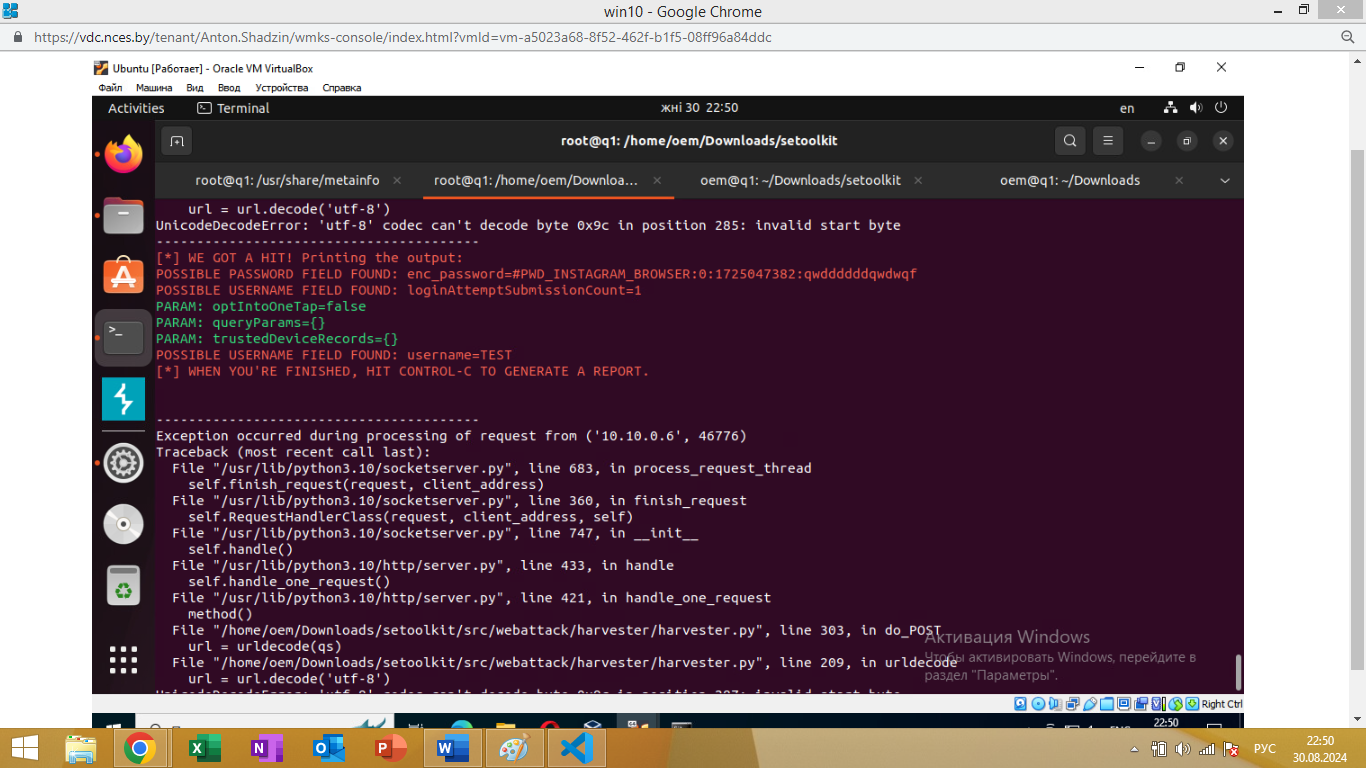 win10 - Google Chrome
https://vdc.nces.by/tenant/Anton.Shadzin/wmks-console/index.html?vmId=vm-a5023a68-8f52-462f-b1f5-08ff96a84ddc
Ubuntu [Работает] - Oracle VM VirtualBox
Файл Машина Вид Ввод Устройства Справка
Activities Terminal жні 30 22:50 en
root@q1: /home/oem/Downloads/setoolkit
root@q1: /usr/share/metainfo root@q1: /home/oem/Downloa... oem@q1: ~/Downloads/setoolkit oem@q1: ~/Downloads
url = url.decode('utf-8')
UnicodeDecodeError: 'utf-8' codec can't decode byte 0x9c in position 285: invalid start byte
----------------------------------------
[*] WE GOT A HIT! Printing the output:
POSSIBLE PASSWORD FIELD FOUND: enc_password=#PWD_INSTAGRAM_BROWSER:0:1725047382:qwddddddqwdwqf
POSSIBLE USERNAME FIELD FOUND: loginAttemptSubmissionCount=1
PARAM: optIntoOneTap=false
PARAM: queryParams={}
PARAM: trustedDeviceRecords={}
POSSIBLE USERNAME FIELD FOUND: username=TEST
[*] WHEN YOU'RE FINISHED, HIT CONTROL-C TO GENERATE A REPORT.
----------------------------------------
Exception occurred during processing of request from ('10.10.0.6', 46776)
Traceback (most recent call last):
File "/usr/lib/python3.10/socketserver.py", line 683, in process_request_thread
self.finish_request(request, client_address)
File "/usr/lib/python3.10/socketserver.py", line 360, in finish_request
self.RequestHandlerClass(request, client_address, self)
File "/usr/lib/python3.10/socketserver.py", line 747, in __init__
self.handle()
File "/usr/lib/python3.10/http/server.py", line 433, in handle
self.handle_one_request()
File "/usr/lib/python3.10/http/server.py", line 421, in handle_one_request
method()
File "/home/oem/Downloads/setoolkit/src/webattack/harvester/harvester.py", line 303, in do_POST
url = urldecode(qs)
File "/home/oem/Downloads/setoolkit/src/webattack/harvester/harvester.py", line 209, in urldecode
url = url.decode('utf-8')
Активация Windows
Чтобы активировать Windows, перейдите в
раздел "Параметры".
Right Ctrl
22:50
РУС
22:50
30.08.2024